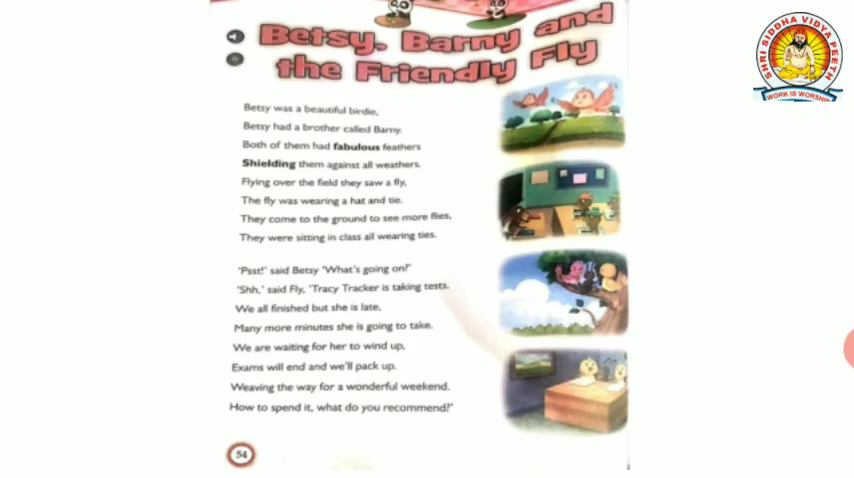 Betsy, Barny and
the Friendly Fly
Betsy was a beautiful birdie,
Betsy had a brother called Barny.
Both of them had fabulous feathers
Shielding them against all weathers.
Flying over the field they saw a fly,
The fly was wearing a hat and tie.
They come to the ground to see more flies,
They were sitting in class all wearing ties.
'Psst!' said Betsy 'What's going on?'
'Shh,' said Fly, 'Tracy Tracker is taking tests.
We all finished but she is late,
Many more minutes she is going to take.
We are waiting for her to wind up,
Exams will end and we'll pack up.
Weaving the way for a wonderful weekend.
How to spend it, what do you recommend?'
54
SHRI SIDDHA VIDYA PEETH
WORK IS WORSHIP